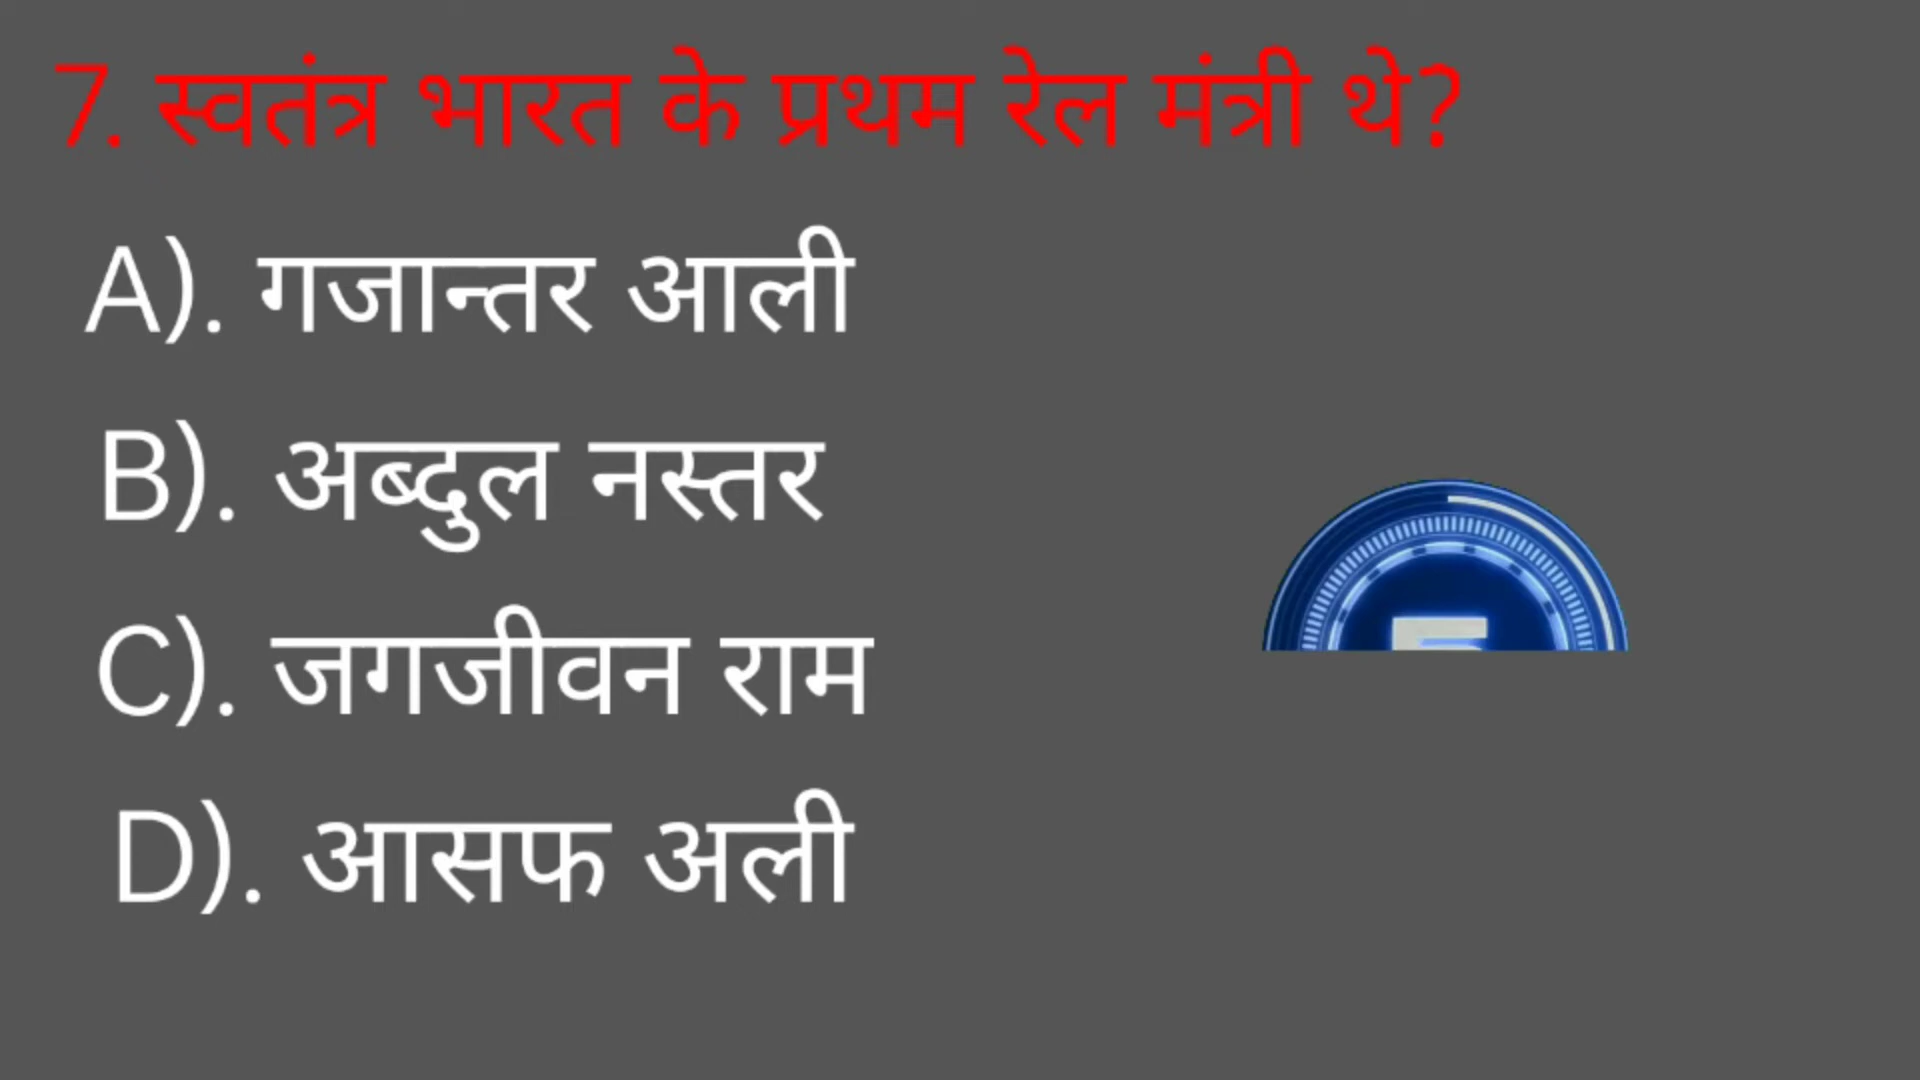 7. स्वतंत्र भारत के प्रथम रेल मंत्री थे?
A). गजान्तर आली
B). अब्दुल नस्तर
C). जगजीवन राम
D). आसफ अली